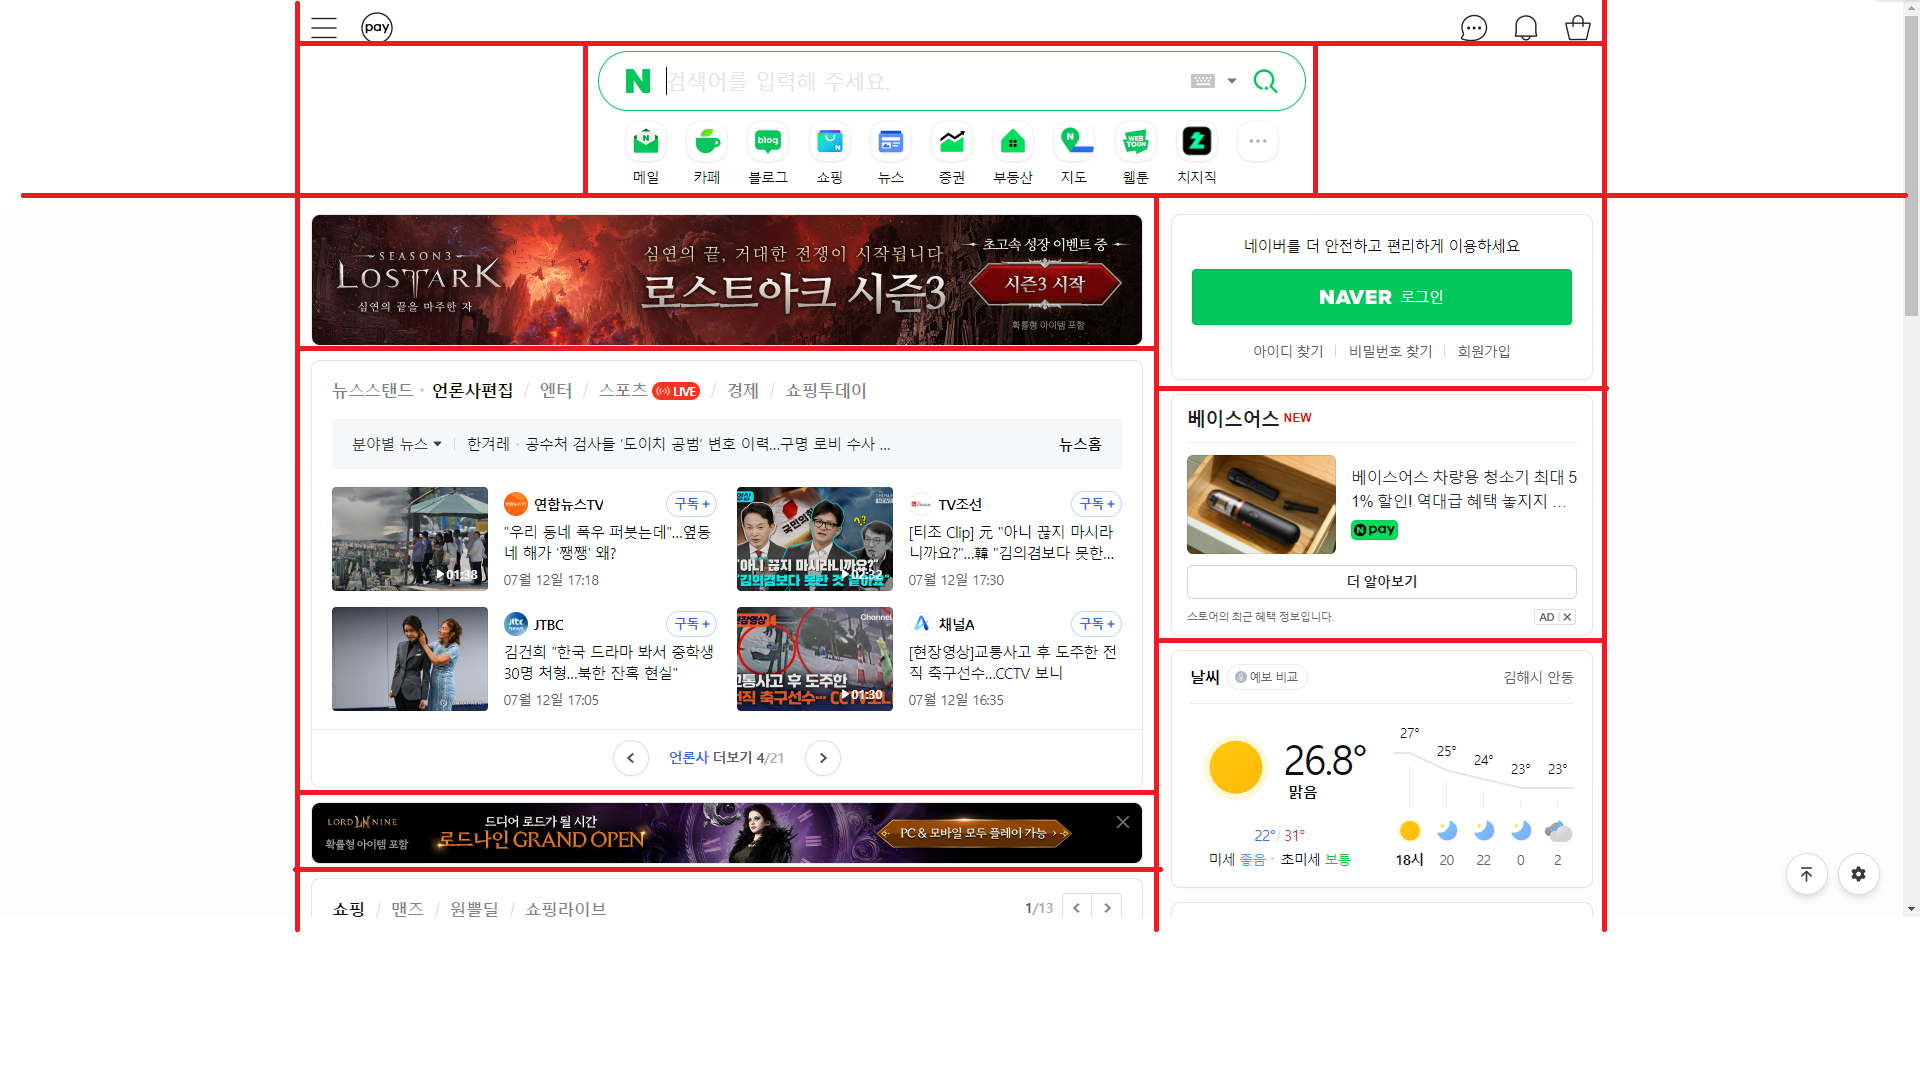 pay
N 검색어를 입력해 주세요.
N blog N N WEB TOON
메일 카페 블로그 쇼핑 뉴스 증권 부동산 지도 웹툰 치지직
SEASON3
LOSTARK
심연의 끝을 마주한 자
심연의 끝, 거대한 전쟁이 시작됩니다
로스트아크 시즌3
초고속 성장 이벤트 중
시즌3 시작
확률형 아이템 포함
네이버를 더 안전하고 편리하게 이용하세요
NAVER 로그인
아이디 찾기 비밀번호 찾기 회원가입
뉴스스탠드 · 언론사편집 / 엔터 / 스포츠 LIVE / 경제 / 쇼핑투데이
분야별 뉴스 한겨레 · 공수처 검사들 ‘도이치 공범’ 변호 이력...구명 로비 수사 ... 뉴스홈
01:38
연합뉴스TV 구독+
"우리 동네 폭우 퍼붓는데"...옆동
네 해가 '쨍쨍' 왜?
07월 12일 17:18
국민의힘
"아니 끊지 마시라니까요?"
"김의겸보다 못한 것 같아요"
02:32
TV조선 구독+
[티조 Clip] 元 "아니 끊지 마시라
니까요?"...韓 "김의겸보다 못한...
07월 12일 17:30
JTBC 구독+
김건희 "한국 드라마 봐서 중학생
30명 처형...북한 잔혹 현실"
07월 12일 17:05
현장영상 Channel
교통사고 후 도주한
전직 축구선수… CCTV보니
01:30
채널A 구독+
[현장영상]교통사고 후 도주한 전
직 축구선수...CCTV 보니
07월 12일 16:35
언론사 더보기 4/21
베이스어스 NEW
베이스어스 차량용 청소기 최대 5
1% 할인! 역대급 혜택 놓지지 ...
N pay
더 알아보기
스토어의 최근 혜택 정보입니다. AD
날씨 예보 비교 김해시 안동
26.8°
맑음
22° / 31°
미세 좋음 · 초미세 보통
27° 25° 24° 23° 23°
18시 20 22 0 2
LORD NINE
확률형 아이템 포함
드디어 로드가 될 시간
로드나인 GRAND OPEN
PC & 모바일 모두 플레이 가능
쇼핑 / 맨즈 / 원쁠딜 / 쇼핑라이브 1/13